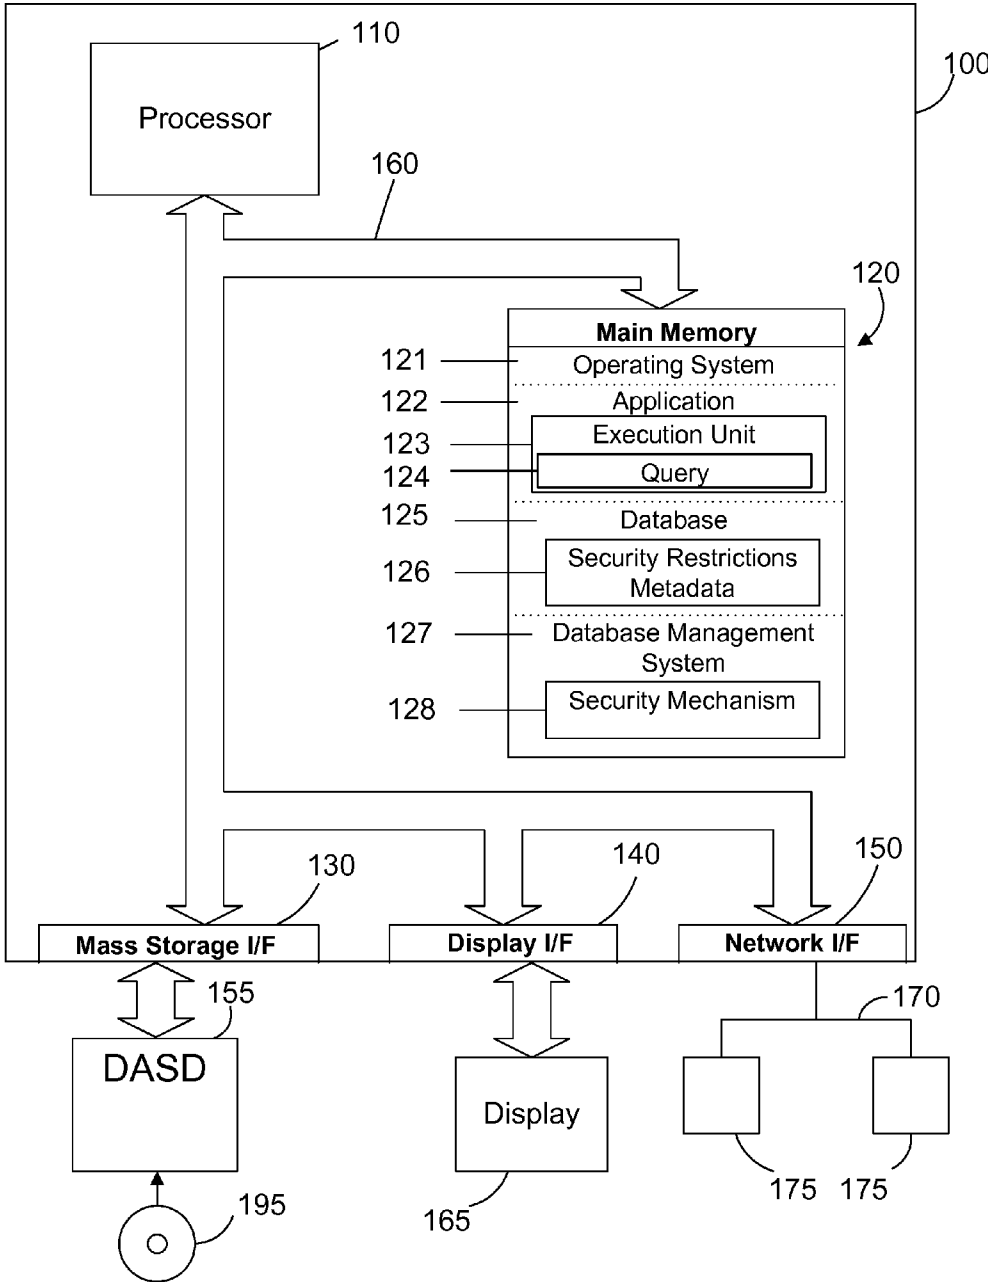 110
100
Processor
160
120
Main Memory
121 Operating System
122 Application
123 Execution Unit
124 Query
125 Database
126 Security Restrictions
Metadata
127 Database Management
System
128 Security Mechanism
130
140
150
Mass Storage I/F
Display I/F
Network I/F
155
170
DASD
Display
175
175
195
165